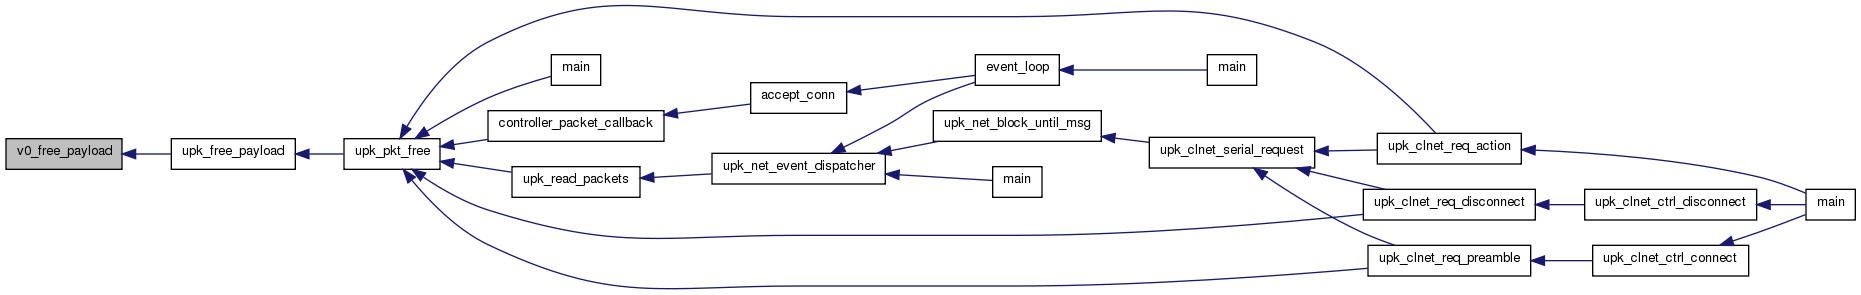 v0_free_payload
upk_free_payload
upk_pkt_free
main
controller_packet_callback
upk_read_packets
accept_conn
upk_net_event_dispatcher
event_loop
upk_net_block_until_msg
main
main
upk_clnet_serial_request
upk_clnet_req_action
upk_clnet_req_disconnect
upk_clnet_req_preamble
upk_clnet_ctrl_disconnect
upk_clnet_ctrl_connect
main